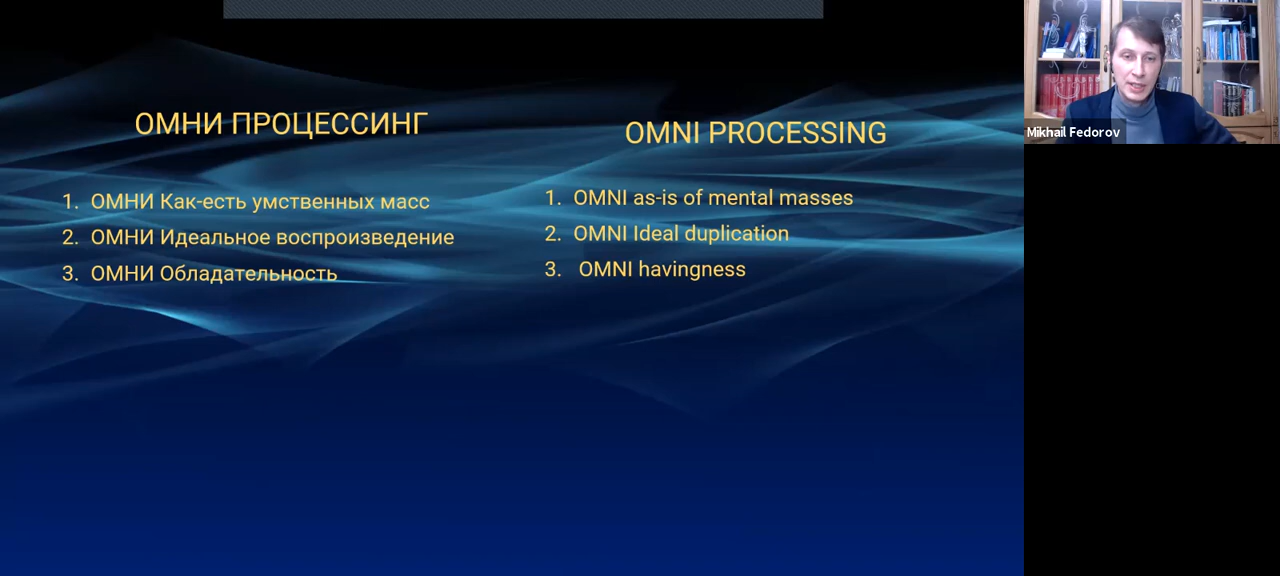 ОМНИ ПРОЦЕССИНГ
1. ОМНИ Как-есть умственных масс
2. ОМНИ Идеальное воспроизведение
3. ОМНИ Обладательность
OMNI PROCESSING
1. OMNI as-is of mental masses
2. OMNI Ideal duplication
3. OMNI havingness
Mikhail Fedorov